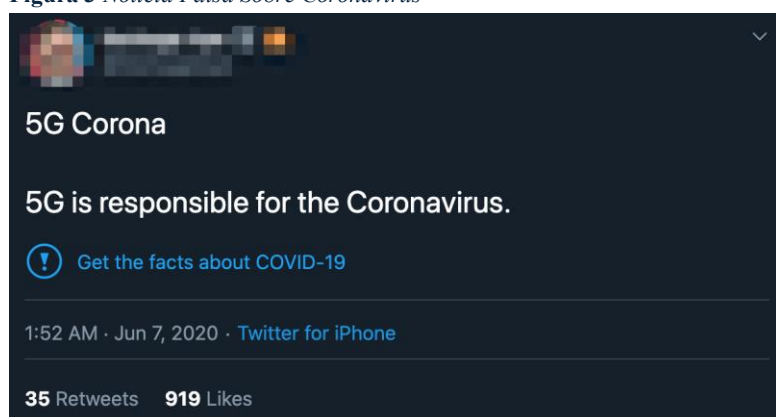 Figura 3 Noticia Falsa Sobre Coronavirus
5G Corona
5G is responsible for the Coronavirus.
Get the facts about COVID-19
1:52 AM · Jun 7, 2020 · Twitter for iPhone
35 Retweets 919 Likes